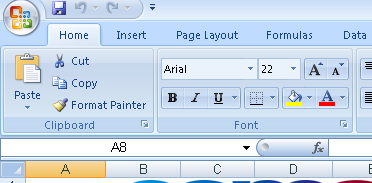 Home Insert Page Layout Formulas Data
Cut
Copy
Paste
Format Painter
Clipboard
Arial 22 A A
B I U A
Font
A8 fx
A B C D